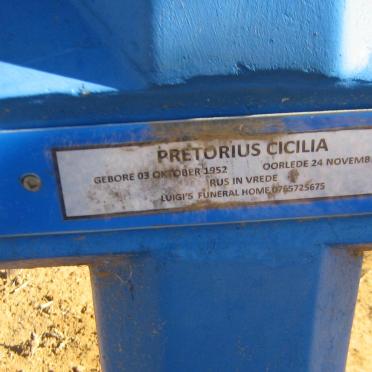 PRETORIUS CICILIA
GEBORE 03 OKTOBER 1952 OORLEDE 24 NOVEMB
RUS IN VREDE
LUIGI'S FUNERAL HOME 0765725675